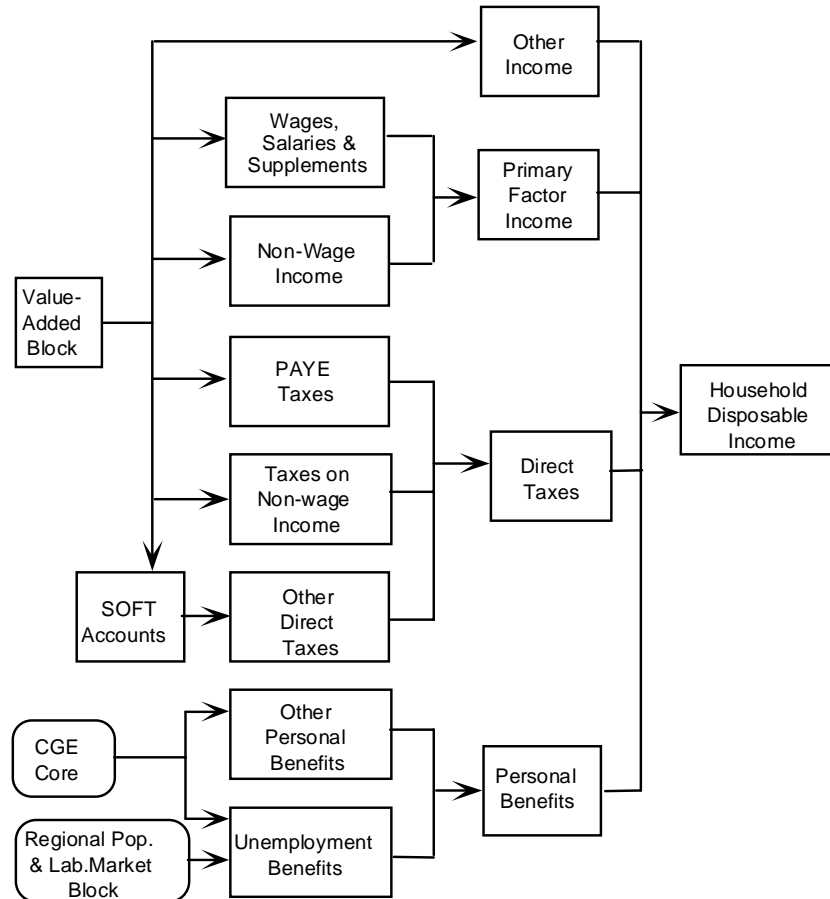 Other
Income
Wages,
Salaries &
Supplements
Primary
Factor
Income
Non-Wage
Income
Value-
Added
Block
PAYE
Taxes
Household
Disposable
Income
Taxes on
Non-wage
Income
Direct
Taxes
SOFT
Accounts
Other
Direct
Taxes
CGE
Core
Other
Personal
Benefits
Personal
Benefits
Regional Pop.
& Lab.Market
Block
Unemployment
Benefits